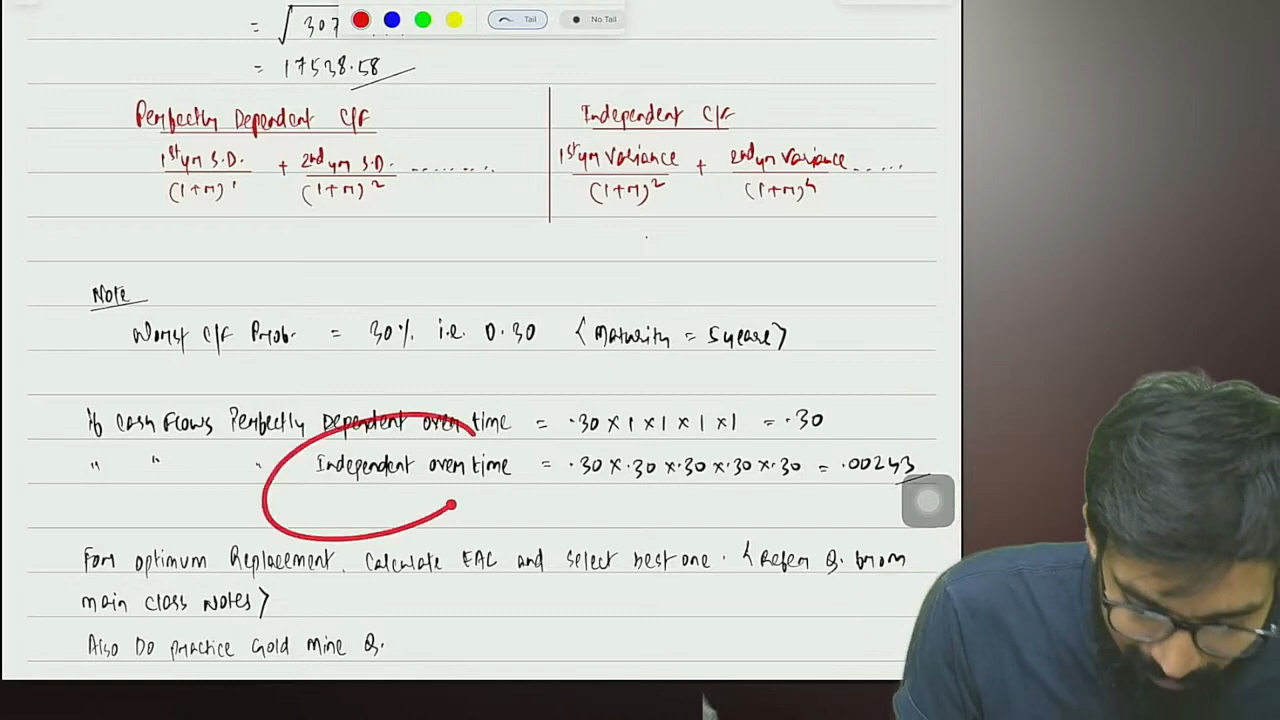 = √307
Tail No Tail
= 17538.58
Perfectly Dependent C/F
1st yr S.D. / (1+r)^1 + 2nd yr S.D. / (1+r)^2 .........
Independent C/F
1st yr Variance / (1+r)^2 + 2nd yr Variance / (1+r)^4 ......
Note
Worst C/F Prob. = 30% i.e. 0.30 <Maturity = 5 years>
if Cash Flows Perfectly Dependent over time = .30 × 1 × 1 × 1 × 1 = .30
" " " Independent over time = .30 × .30 × .30 × .30 × .30 = .00243
For optimum Replacement, Calculate EAC and select best one. <Refer Q. from
main class Notes>
Also Do practice Gold Mine Q.